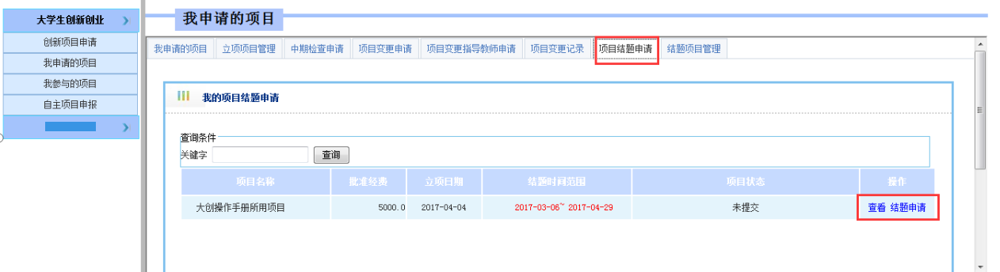 大学生创新创业
创新项目申请
我申请的项目
我参与的项目
自主项目申报
我申请的项目
我申请的项目 立项项目管理 中期检查申请 项目变更申请 项目变更指导教师申请 项目变更记录 项目结题申请 结题项目管理
我的项目结题申请
查询条件
关键字 查询
项目名称 批准经费 立项日期 结题时间范围 项目状态 操作
大创操作手册所用项目 5000.0 2017-04-04 2017-03-06~ 2017-04-29 未提交 查看 结题申请